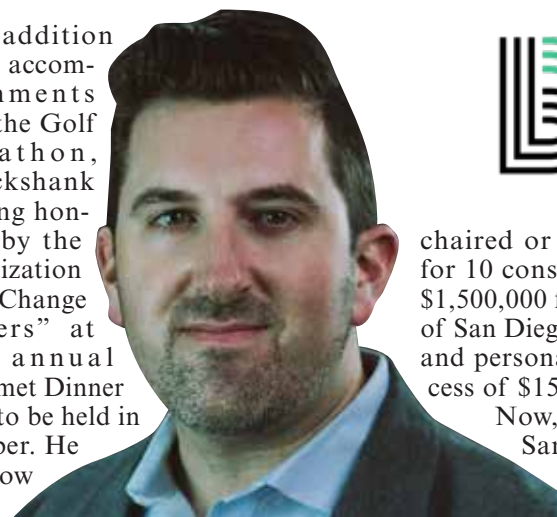 addition
accom-
nments
the Golf
athon,
ckshank
ng hon-
by the
ization
Change
ers” at
annual
met Dinner
to be held in
ber. He
ow
chaired or
for 10 cons
$1,500,000
of San Dieg
and persona
cess of $15
Now,
San